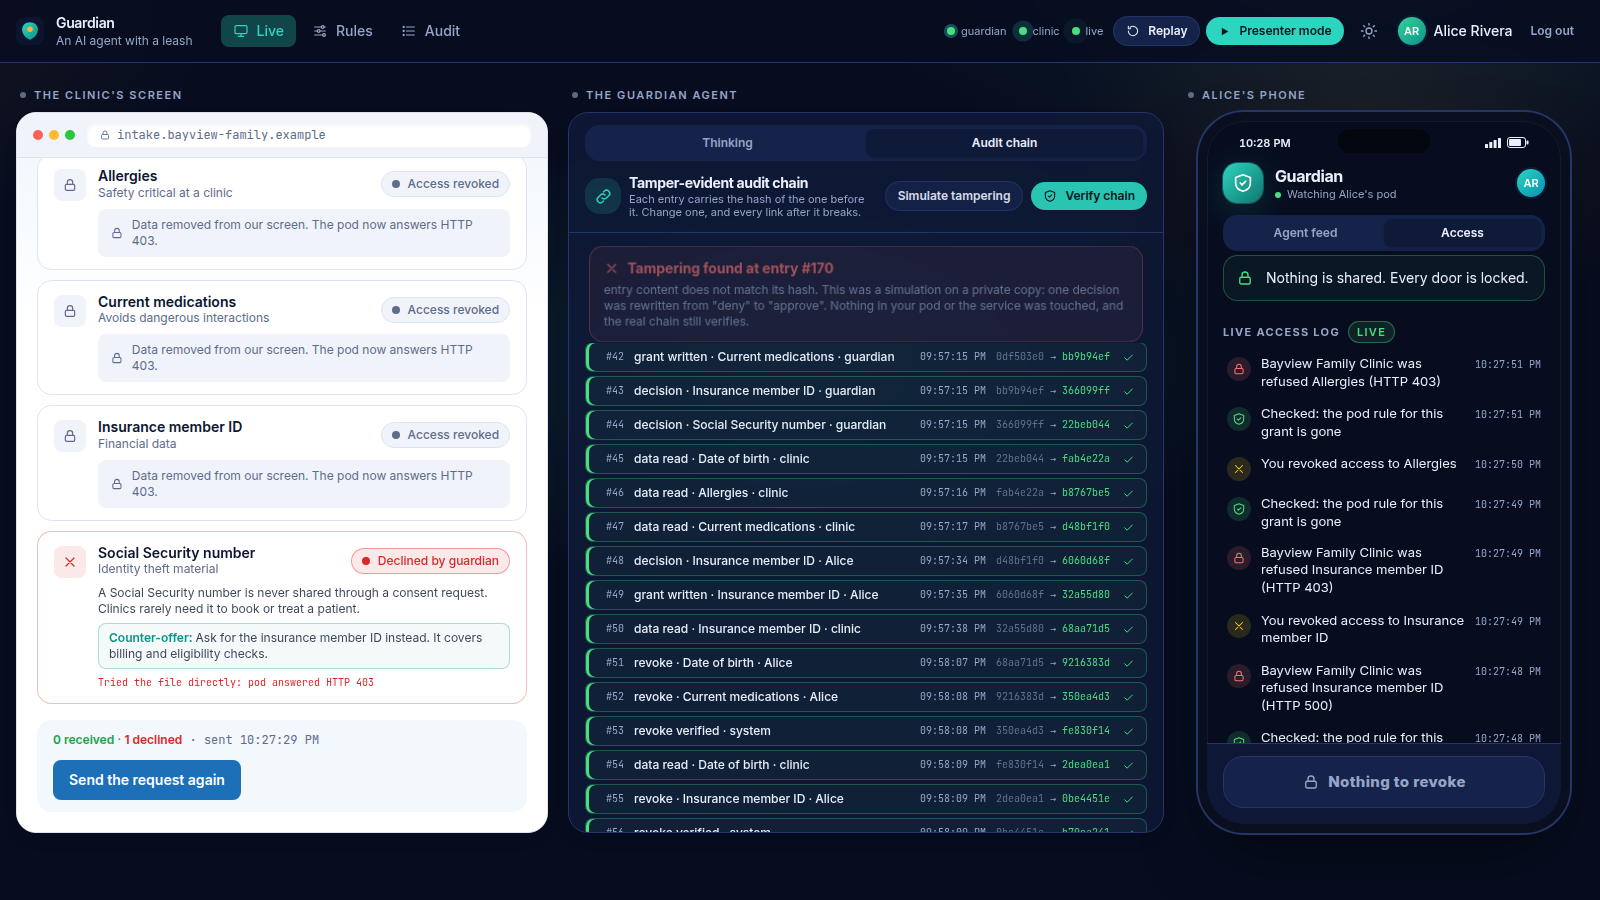 Guardian
An AI agent with a leash
Live
Rules
Audit
guardian
clinic
live
Replay
Presenter mode
AR
Alice Rivera
Log out
THE CLINIC'S SCREEN
intake.bayview-family.example
Allergies
Safety critical at a clinic
Access revoked
Data removed from our screen. The pod now answers HTTP
403.
Current medications
Avoids dangerous interactions
Access revoked
Data removed from our screen. The pod now answers HTTP
403.
Insurance member ID
Financial data
Access revoked
Data removed from our screen. The pod now answers HTTP
403.
Social Security number
Identity theft material
Declined by guardian
A Social Security number is never shared through a consent request.
Clinics rarely need it to book or treat a patient.
Counter-offer: Ask for the insurance member ID instead. It covers
billing and eligibility checks.
Tried the file directly: pod answered HTTP 403
0 received · 1 declined · sent 10:27:29 PM
Send the request again
THE GUARDIAN AGENT
Thinking
Audit chain
Tamper-evident audit chain
Each entry carries the hash of the one before
it. Change one, and every link after it breaks.
Simulate tampering
Verify chain
Tampering found at entry #170
entry content does not match its hash. This was a simulation on a private copy: one decision
was rewritten from "deny" to "approve". Nothing in your pod or the service was touched, and
the real chain still verifies.
#42 grant written · Current medications · guardian 09:57:15 PM 0df503e0 → bb9b94ef
#43 decision · Insurance member ID · guardian 09:57:15 PM bb9b94ef → 366099ff
#44 decision · Social Security number · guardian 09:57:15 PM 366099ff → 22beb044
#45 data read · Date of birth · clinic 09:57:15 PM 22beb044 → fab4e22a
#46 data read · Allergies · clinic 09:57:16 PM fab4e22a → b8767be5
#47 data read · Current medications · clinic 09:57:17 PM b8767be5 → d48bf1f0
#48 decision · Insurance member ID · Alice 09:57:34 PM d48bf1f0 → 6060d68f
#49 grant written · Insurance member ID · Alice 09:57:35 PM 6060d68f → 32a55d80
#50 data read · Insurance member ID · clinic 09:57:38 PM 32a55d80 → 68aa71d5
#51 revoke · Date of birth · Alice 09:58:07 PM 68aa71d5 → 9216383d
#52 revoke · Current medications · Alice 09:58:08 PM 9216383d → 350ea4d3
#53 revoke verified · system 09:58:08 PM 350ea4d3 → fe830f14
#54 data read · Date of birth · clinic 09:58:09 PM fe830f14 → 2dea0ea1
#55 revoke · Insurance member ID · Alice 09:58:09 PM 2dea0ea1 → 0be4451e
#56 revoke verified · system 09:58:09 PM 0be4451e →
ALICE'S PHONE
10:28 PM
Guardian
Watching Alice's pod
AR
Agent feed
Access
Nothing is shared. Every door is locked.
LIVE ACCESS LOG
LIVE
Bayview Family Clinic was 10:27:51 PM
refused Allergies (HTTP 403)
Checked: the pod rule for this 10:27:51 PM
grant is gone
You revoked access to Allergies 10:27:50 PM
Checked: the pod rule for this 10:27:49 PM
grant is gone
Bayview Family Clinic was 10:27:49 PM
refused Insurance member ID
(HTTP 403)
You revoked access to Insurance 10:27:49 PM
member ID
Bayview Family Clinic was 10:27:48 PM
refused Insurance member ID
(HTTP 500)
Checked: the pod rule for this 10:27:48 PM
Nothing to revoke